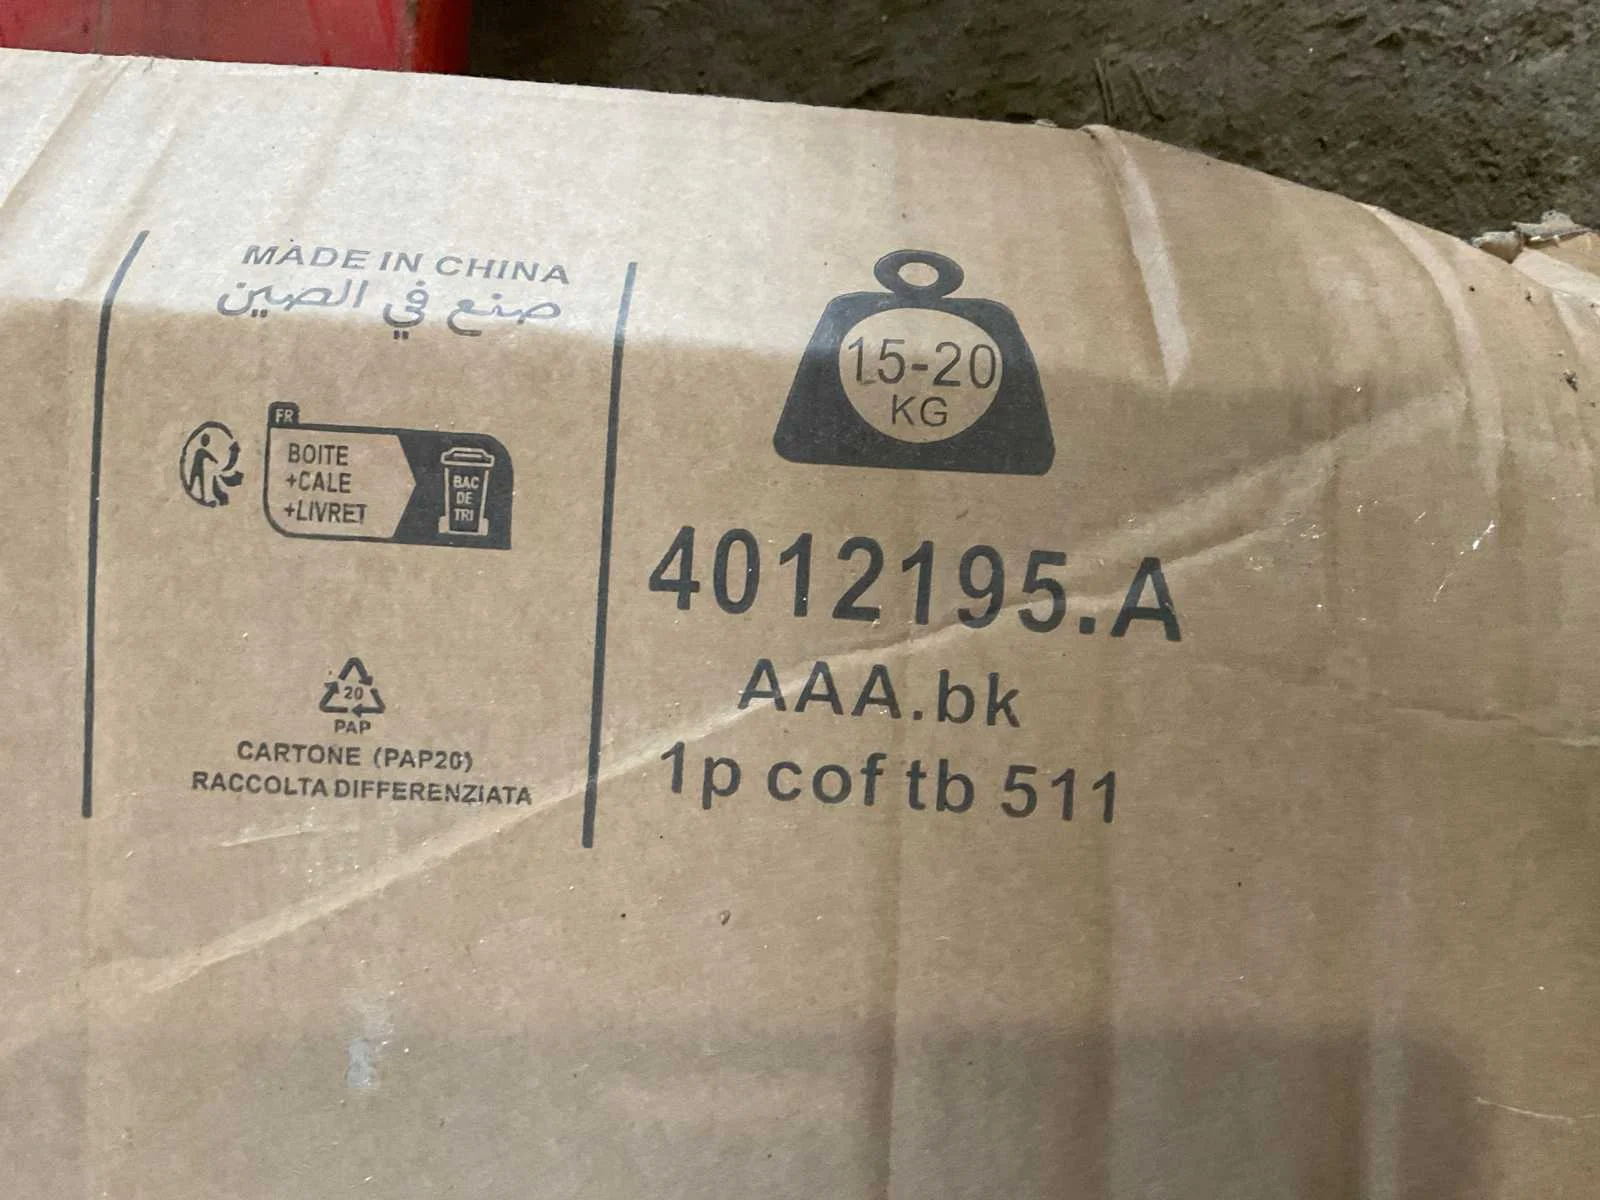 MADE IN CHINA
صنع في الصين
FR
BOITE
+CALE
+LIVRET
BAC
DE
TRI
20
PAP
CARTONE (PAP20)
RACCOLTA DIFFERENZIATA
15-20
KG
4012195.A
AAA.bk
1p cof tb 511